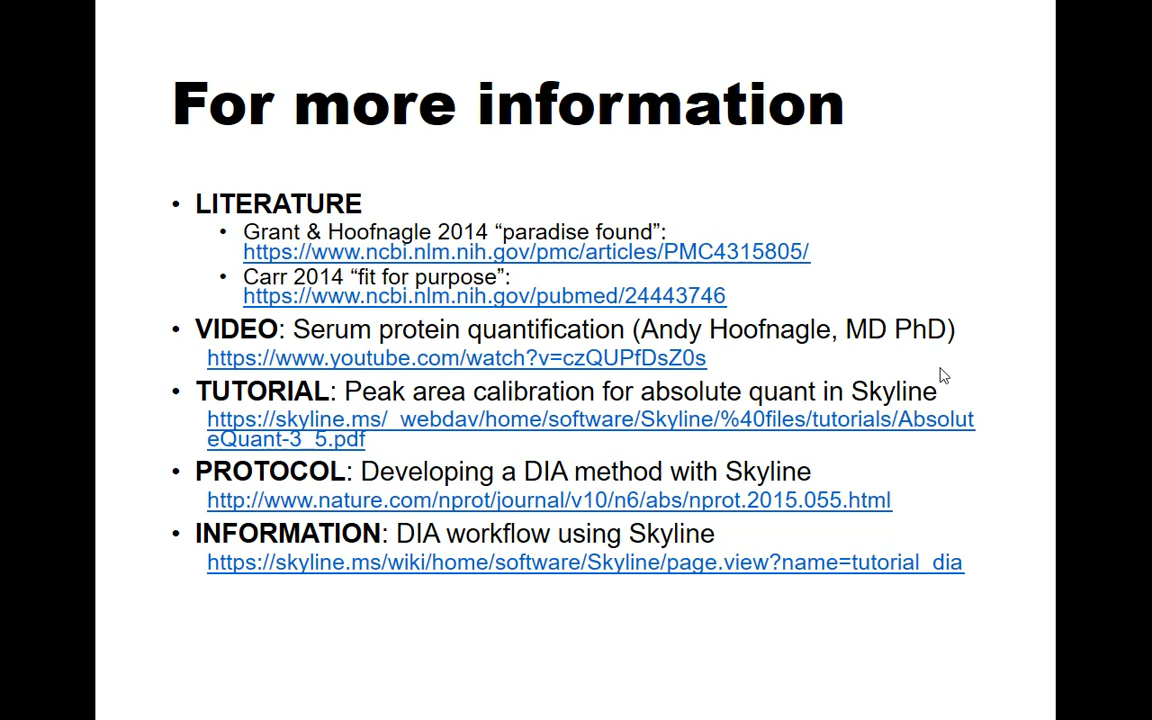 For more information
• LITERATURE
• Grant & Hoofnagle 2014 “paradise found”:
https://www.ncbi.nlm.nih.gov/pmc/articles/PMC4315805/
• Carr 2014 “fit for purpose”:
https://www.ncbi.nlm.nih.gov/pubmed/24443746
• VIDEO: Serum protein quantification (Andy Hoofnagle, MD PhD)
https://www.youtube.com/watch?v=czQUPfDsZ0s
• TUTORIAL: Peak area calibration for absolute quant in Skyline
https://skyline.ms/_webdav/home/software/Skyline/%40files/tutorials/Absolut
eQuant-3_5.pdf
• PROTOCOL: Developing a DIA method with Skyline
http://www.nature.com/nprot/journal/v10/n6/abs/nprot.2015.055.html
• INFORMATION: DIA workflow using Skyline
https://skyline.ms/wiki/home/software/Skyline/page.view?name=tutorial_dia